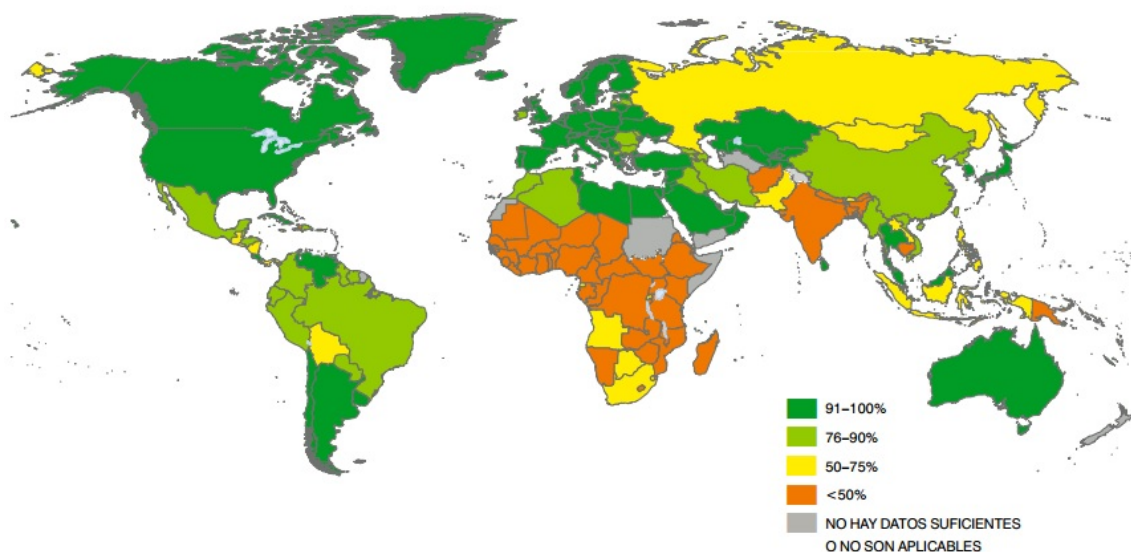 91–100%
76–90%
50–75%
<50%
NO HAY DATOS SUFICIENTES
O NO SON APLICABLES